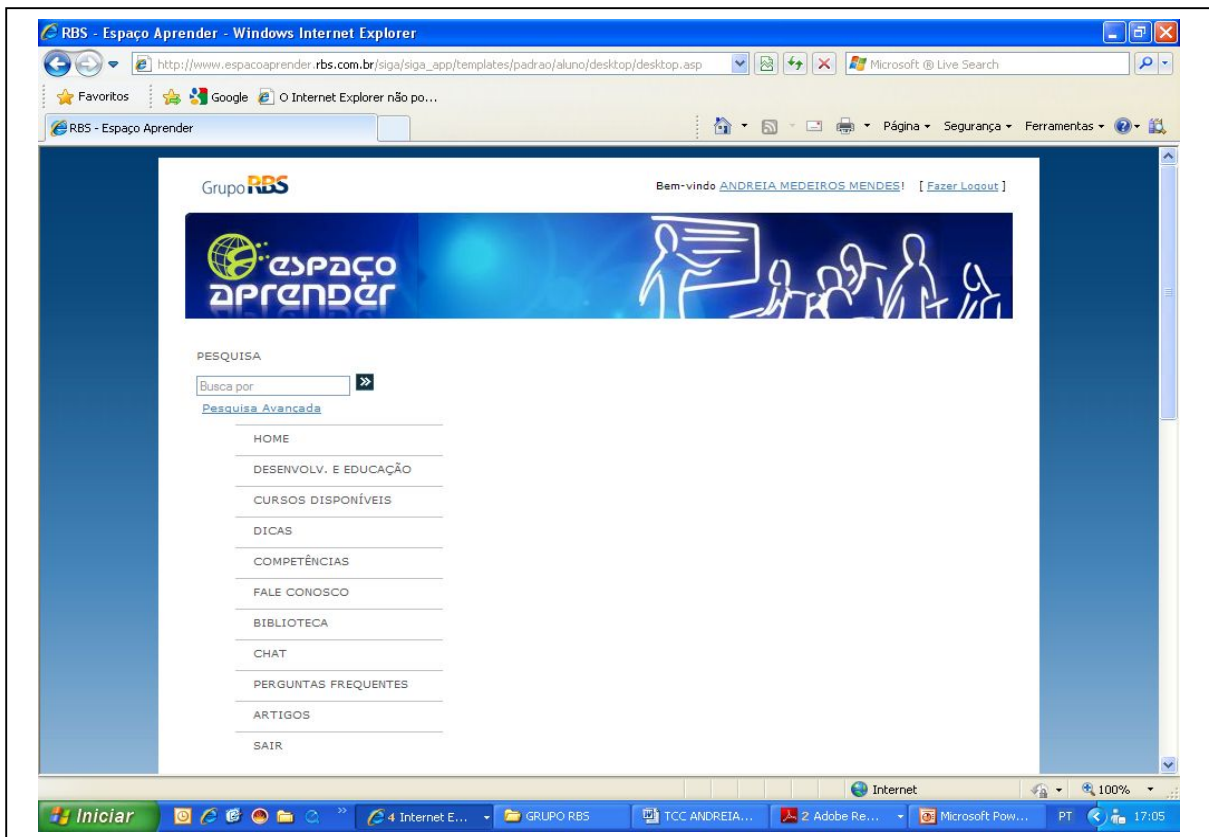 RBS - Espaço Aprender - Windows Internet Explorer
http://www.espacoaprender.rbs.com.br/siga/siga_app/templates/padrao/aluno/desktop/desktop.asp
Microsoft ® Live Search
Favoritos Google O Internet Explorer não po...
RBS - Espaço Aprender Página Segurança Ferramentas
Grupo RBS
Bem-vindo ANDREIA MEDEIROS MENDES! [ Fazer Logout ]
espaço
aprender
PESQUISA
Busca por
Pesquisa Avançada
HOME
DESENVOLV. E EDUCAÇÃO
CURSOS DISPONÍVEIS
DICAS
COMPETÊNCIAS
FALE CONOSCO
BIBLIOTECA
CHAT
PERGUNTAS FREQUENTES
ARTIGOS
SAIR
Internet 100%
Iniciar 4 Internet E... GRUPO RBS TCC ANDREIA... 2 Adobe Re... Microsoft Pow... PT 17:05